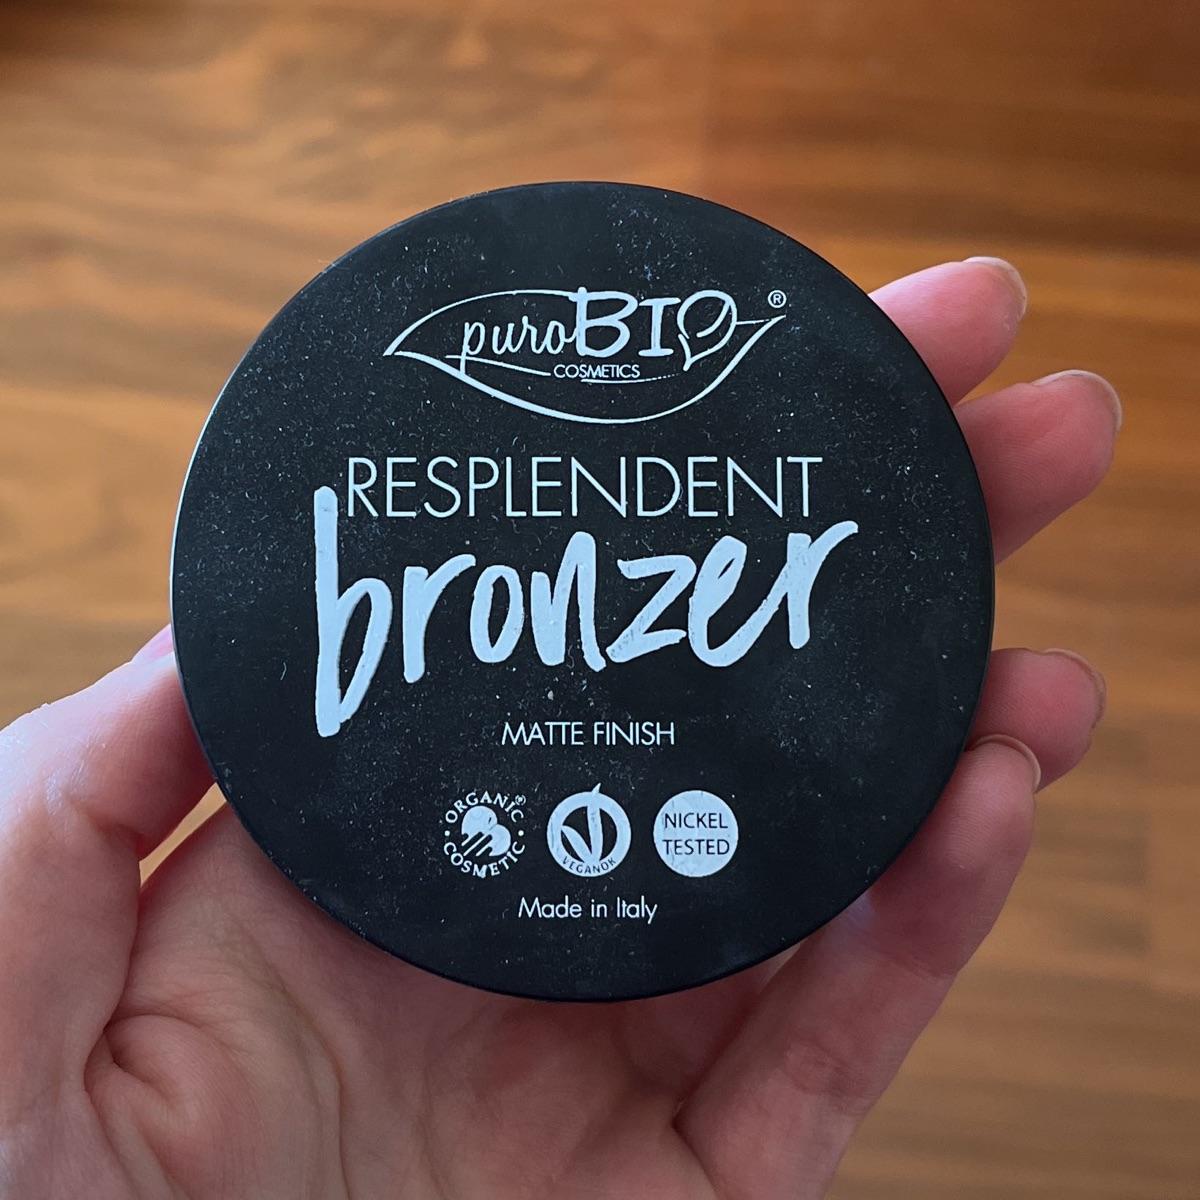 puroBIO®
COSMETICS
RESPLENDENT
bronzer
MATTE FINISH
ORGANIC®
COSMETIC
VEGANOK
NICKEL
TESTED
Made in Italy